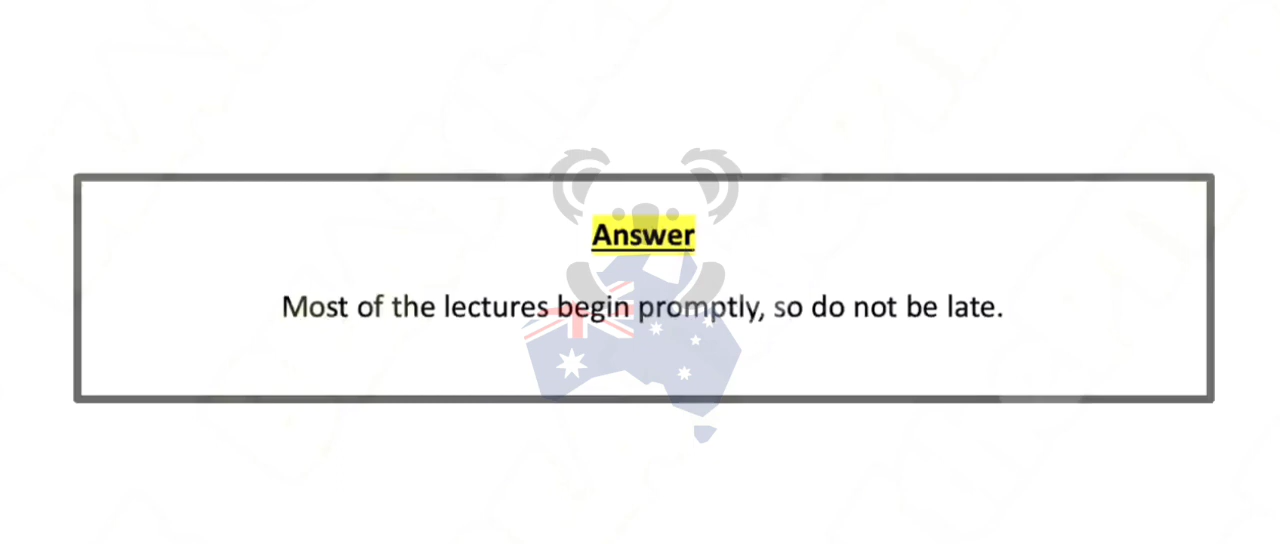 Answer
Most of the lectures begin promptly, so do not be late.